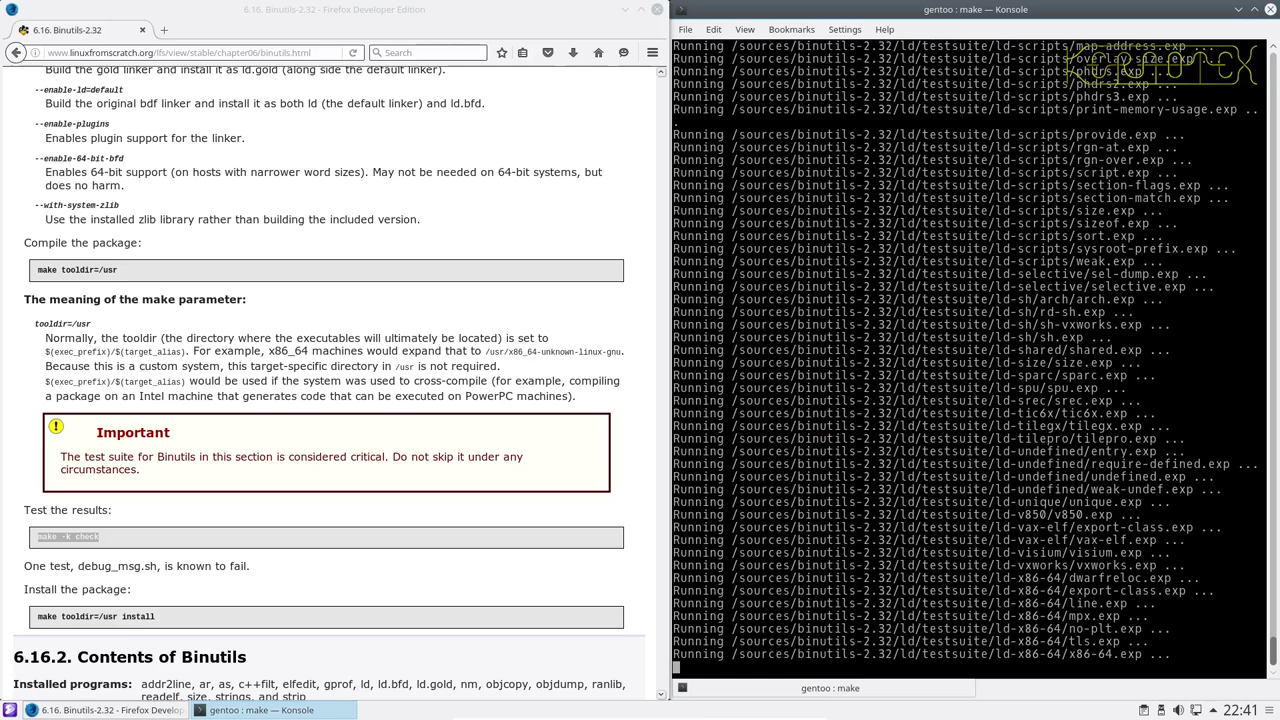 6.16. Binutils-2.32 - Firefox Developer Edition
6.16. Binutils-2.32
www.linuxfromscratch.org/lfs/view/stable/chapter06/binutils.html
Search
Build the gold linker and install it as ld.gold (along side the default linker).
--enable-ld=default
Build the original bdf linker and install it as both ld (the default linker) and ld.bfd.
--enable-plugins
Enables plugin support for the linker.
--enable-64-bit-bfd
Enables 64-bit support (on hosts with narrower word sizes). May not be needed on 64-bit systems, but
does no harm.
--with-system-zlib
Use the installed zlib library rather than building the included version.
Compile the package:
make tooldir=/usr
The meaning of the make parameter:
tooldir=/usr
Normally, the tooldir (the directory where the executables will ultimately be located) is set to
$(exec_prefix)/$(target_alias). For example, x86_64 machines would expand that to /usr/x86_64-unknown-linux-gnu.
Because this is a custom system, this target-specific directory in /usr is not required.
$(exec_prefix)/$(target_alias) would be used if the system was used to cross-compile (for example, compiling
a package on an Intel machine that generates code that can be executed on PowerPC machines).
Important
The test suite for Binutils in this section is considered critical. Do not skip it under any
circumstances.
Test the results:
make -k check
One test, debug_msg.sh, is known to fail.
Install the package:
make tooldir=/usr install
6.16.2. Contents of Binutils
Installed programs: addr2line, ar, as, c++filt, elfedit, gprof, ld, ld.bfd, ld.gold, nm, objcopy, objdump, ranlib,
readelf, size, strings, and strip
gentoo : make — Konsole
File Edit View Bookmarks Settings Help
Running /sources/binutils-2.32/ld/testsuite/ld-scripts/map-address.exp ...
Running /sources/binutils-2.32/ld/testsuite/ld-scripts/overlay-size.exp ...
Running /sources/binutils-2.32/ld/testsuite/ld-scripts/phdrs.exp ...
Running /sources/binutils-2.32/ld/testsuite/ld-scripts/phdrs2.exp ...
Running /sources/binutils-2.32/ld/testsuite/ld-scripts/phdrs3.exp ...
Running /sources/binutils-2.32/ld/testsuite/ld-scripts/print-memory-usage.exp ..
.
Running /sources/binutils-2.32/ld/testsuite/ld-scripts/provide.exp ...
Running /sources/binutils-2.32/ld/testsuite/ld-scripts/rgn-at.exp ...
Running /sources/binutils-2.32/ld/testsuite/ld-scripts/rgn-over.exp ...
Running /sources/binutils-2.32/ld/testsuite/ld-scripts/script.exp ...
Running /sources/binutils-2.32/ld/testsuite/ld-scripts/section-flags.exp ...
Running /sources/binutils-2.32/ld/testsuite/ld-scripts/section-match.exp ...
Running /sources/binutils-2.32/ld/testsuite/ld-scripts/size.exp ...
Running /sources/binutils-2.32/ld/testsuite/ld-scripts/sizeof.exp ...
Running /sources/binutils-2.32/ld/testsuite/ld-scripts/sort.exp ...
Running /sources/binutils-2.32/ld/testsuite/ld-scripts/sysroot-prefix.exp ...
Running /sources/binutils-2.32/ld/testsuite/ld-scripts/weak.exp ...
Running /sources/binutils-2.32/ld/testsuite/ld-selective/sel-dump.exp ...
Running /sources/binutils-2.32/ld/testsuite/ld-selective/selective.exp ...
Running /sources/binutils-2.32/ld/testsuite/ld-sh/arch/arch.exp ...
Running /sources/binutils-2.32/ld/testsuite/ld-sh/rd-sh.exp ...
Running /sources/binutils-2.32/ld/testsuite/ld-sh/sh-vxworks.exp ...
Running /sources/binutils-2.32/ld/testsuite/ld-sh/sh.exp ...
Running /sources/binutils-2.32/ld/testsuite/ld-shared/shared.exp ...
Running /sources/binutils-2.32/ld/testsuite/ld-size/size.exp ...
Running /sources/binutils-2.32/ld/testsuite/ld-sparc/sparc.exp ...
Running /sources/binutils-2.32/ld/testsuite/ld-spu/spu.exp ...
Running /sources/binutils-2.32/ld/testsuite/ld-srec/srec.exp ...
Running /sources/binutils-2.32/ld/testsuite/ld-tic6x/tic6x.exp ...
Running /sources/binutils-2.32/ld/testsuite/ld-tilegx/tilegx.exp ...
Running /sources/binutils-2.32/ld/testsuite/ld-tilepro/tilepro.exp ...
Running /sources/binutils-2.32/ld/testsuite/ld-undefined/entry.exp ...
Running /sources/binutils-2.32/ld/testsuite/ld-undefined/require-defined.exp ...
Running /sources/binutils-2.32/ld/testsuite/ld-undefined/undefined.exp ...
Running /sources/binutils-2.32/ld/testsuite/ld-undefined/weak-undef.exp ...
Running /sources/binutils-2.32/ld/testsuite/ld-unique/unique.exp ...
Running /sources/binutils-2.32/ld/testsuite/ld-v850/v850.exp ...
Running /sources/binutils-2.32/ld/testsuite/ld-vax-elf/export-class.exp ...
Running /sources/binutils-2.32/ld/testsuite/ld-vax-elf/vax-elf.exp ...
Running /sources/binutils-2.32/ld/testsuite/ld-visium/visium.exp ...
Running /sources/binutils-2.32/ld/testsuite/ld-vxworks/vxworks.exp ...
Running /sources/binutils-2.32/ld/testsuite/ld-x86-64/dwarfreloc.exp ...
Running /sources/binutils-2.32/ld/testsuite/ld-x86-64/export-class.exp ...
Running /sources/binutils-2.32/ld/testsuite/ld-x86-64/line.exp ...
Running /sources/binutils-2.32/ld/testsuite/ld-x86-64/mpx.exp ...
Running /sources/binutils-2.32/ld/testsuite/ld-x86-64/no-plt.exp ...
Running /sources/binutils-2.32/ld/testsuite/ld-x86-64/tls.exp ...
Running /sources/binutils-2.32/ld/testsuite/ld-x86-64/x86-64.exp ...
gentoo : make
6.16. Binutils-2.32 - Firefox Develop
gentoo : make — Konsole
22:41